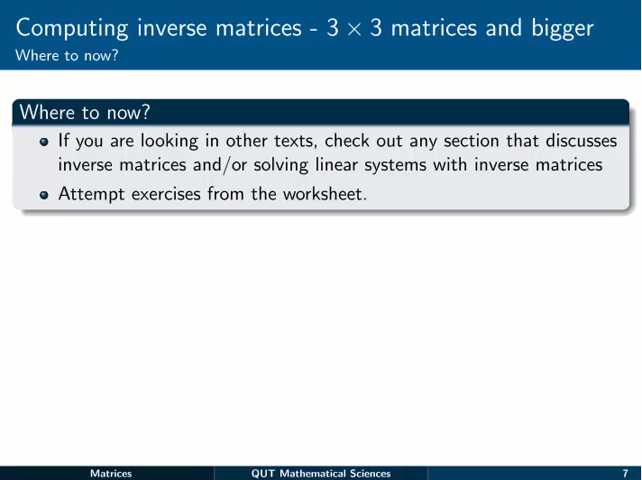 Computing inverse matrices - 3 × 3 matrices and bigger
Where to now?
Where to now?
If you are looking in other texts, check out any section that discusses
inverse matrices and/or solving linear systems with inverse matrices
Attempt exercises from the worksheet.
Matrices QUT Mathematical Sciences 7